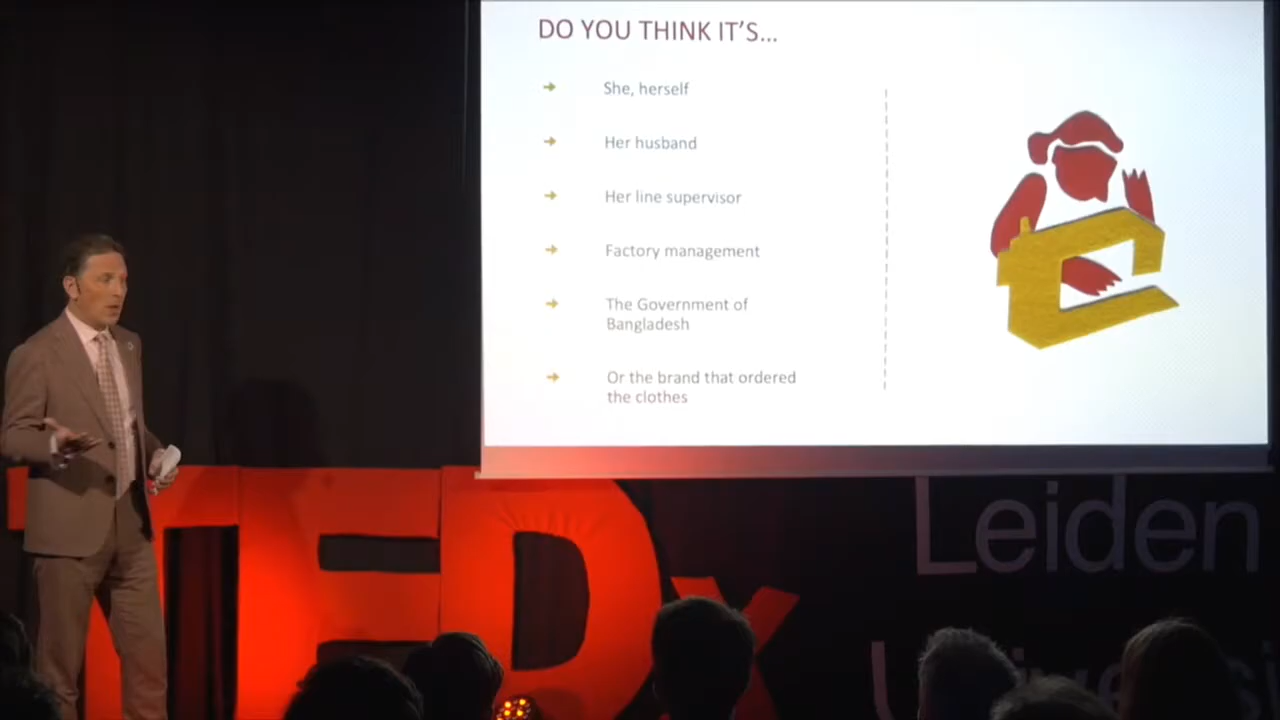 DO YOU THINK IT'S...
She, herself
Her husband
Her line supervisor
Factory management
The Government of
Bangladesh
Or the brand that ordered
the clothes
TEDx
Leiden